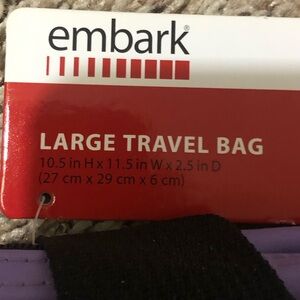 embark®
LARGE TRAVEL BAG
10.5 in H x 11.5 in W x 2.5 in D
(27 cm x 29 cm x 6 cm)